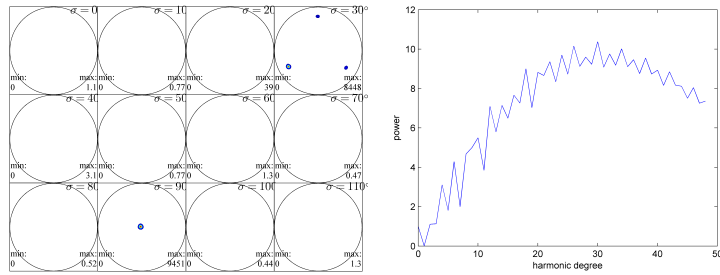 σ = 0 σ = 10 σ = 20 σ = 30°
min: max: min: max: min: max: min: max:
0 1.1 0 0.77 0 39 0 8448
σ = 40 σ = 50 σ = 60 σ = 70°
min: max: min: max: min: max: min: max:
0 3.1 0 0.77 0 1.3 0 0.47
σ = 80 σ = 90 σ = 100 σ = 110°
min: max: min: max: min: max: min: max:
0 0.52 0 9451 0 0.44 0 1.3
12
10
8
6
4
2
0
power
0 10 20 30 40 50
harmonic degree